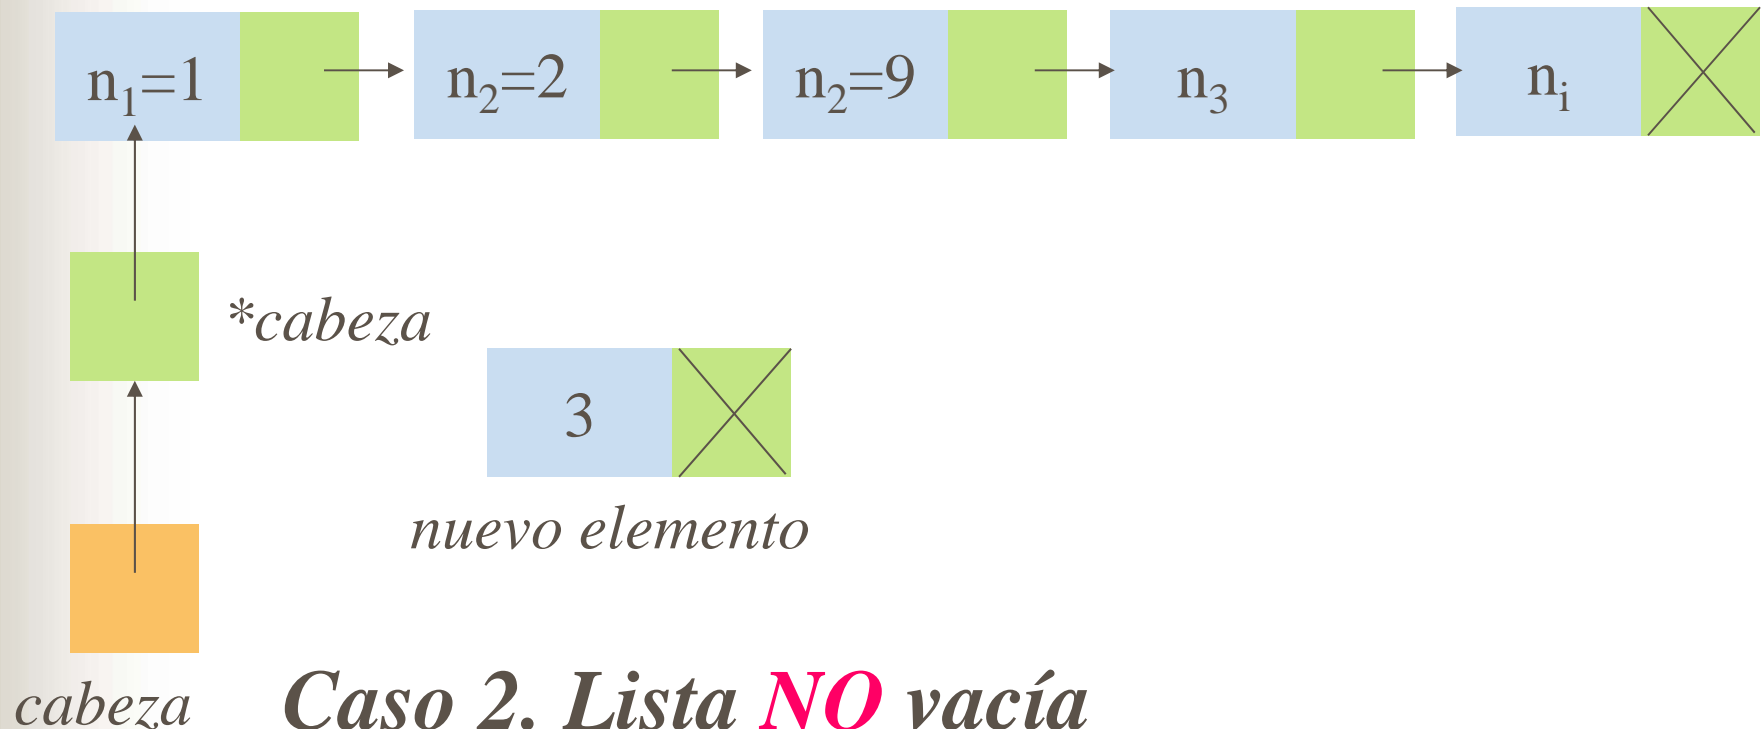 n₁=1 n₂=2 n₂=9 n₃ nᵢ
*cabeza
3
nuevo elemento
cabeza
Caso 2. Lista NO vacía